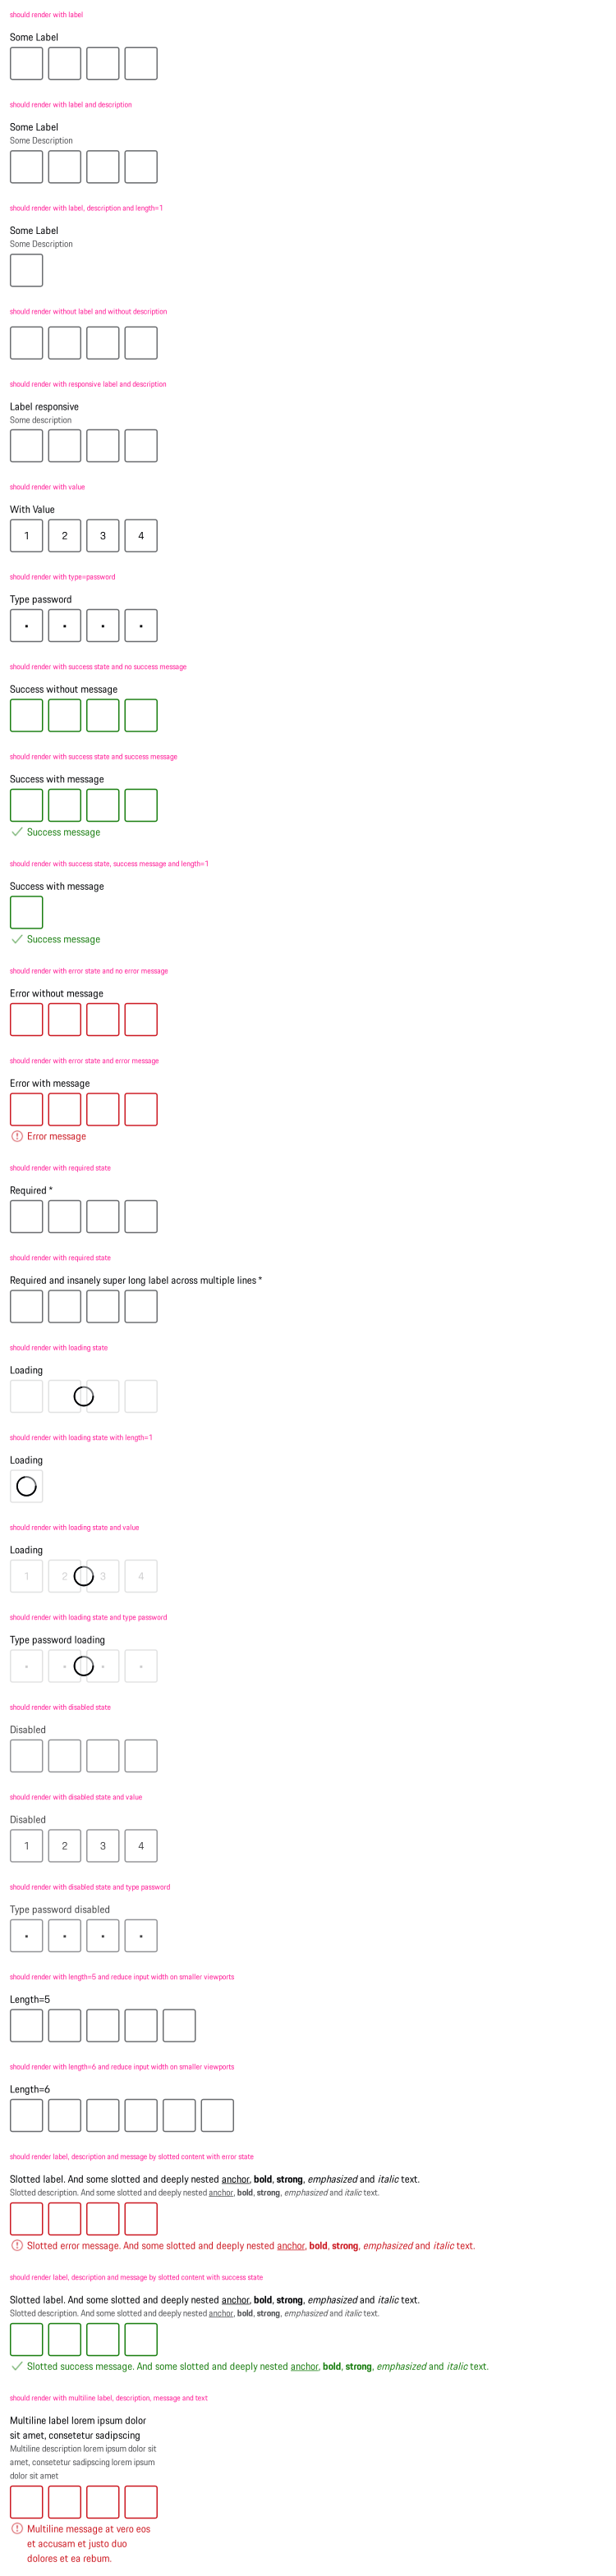 should render with label
Some Label
should render with label and description
Some Label
Some Description
should render with label, description and length=1
Some Label
Some Description
should render without label and without description
should render with responsive label and description
Label responsive
Some description
should render with value
With Value
1 2 3 4
should render with type=password
Type password
should render with success state and no success message
Success without message
should render with success state and success message
Success with message
Success message
should render with success state, success message and length=1
Success with message
Success message
should render with error state and no error message
Error without message
should render with error state and error message
Error with message
Error message
should render with required state
Required *
should render with required state
Required and insanely super long label across multiple lines *
should render with loading state
Loading
should render with loading state with length=1
Loading
should render with loading state and value
Loading
1 2 3 4
should render with loading state and type password
Type password loading
should render with disabled state
Disabled
should render with disabled state and value
Disabled
1 2 3 4
should render with disabled state and type password
Type password disabled
should render with length=5 and reduce input width on smaller viewports
Length=5
should render with length=6 and reduce input width on smaller viewports
Length=6
should render label, description and message by slotted content with error state
Slotted label. And some slotted and deeply nested anchor, bold, strong, emphasized and italic text.
Slotted description. And some slotted and deeply nested anchor, bold, strong, emphasized and italic text.
Slotted error message. And some slotted and deeply nested anchor, bold, strong, emphasized and italic text.
should render label, description and message by slotted content with success state
Slotted label. And some slotted and deeply nested anchor, bold, strong, emphasized and italic text.
Slotted description. And some slotted and deeply nested anchor, bold, strong, emphasized and italic text.
Slotted success message. And some slotted and deeply nested anchor, bold, strong, emphasized and italic text.
should render with multiline label, description, message and text
Multiline label lorem ipsum dolor
sit amet, consetetur sadipscing
Multiline description lorem ipsum dolor sit
amet, consetetur sadipscing lorem ipsum
dolor sit amet
Multiline message at vero eos
et accusam et justo duo
dolores et ea rebum.